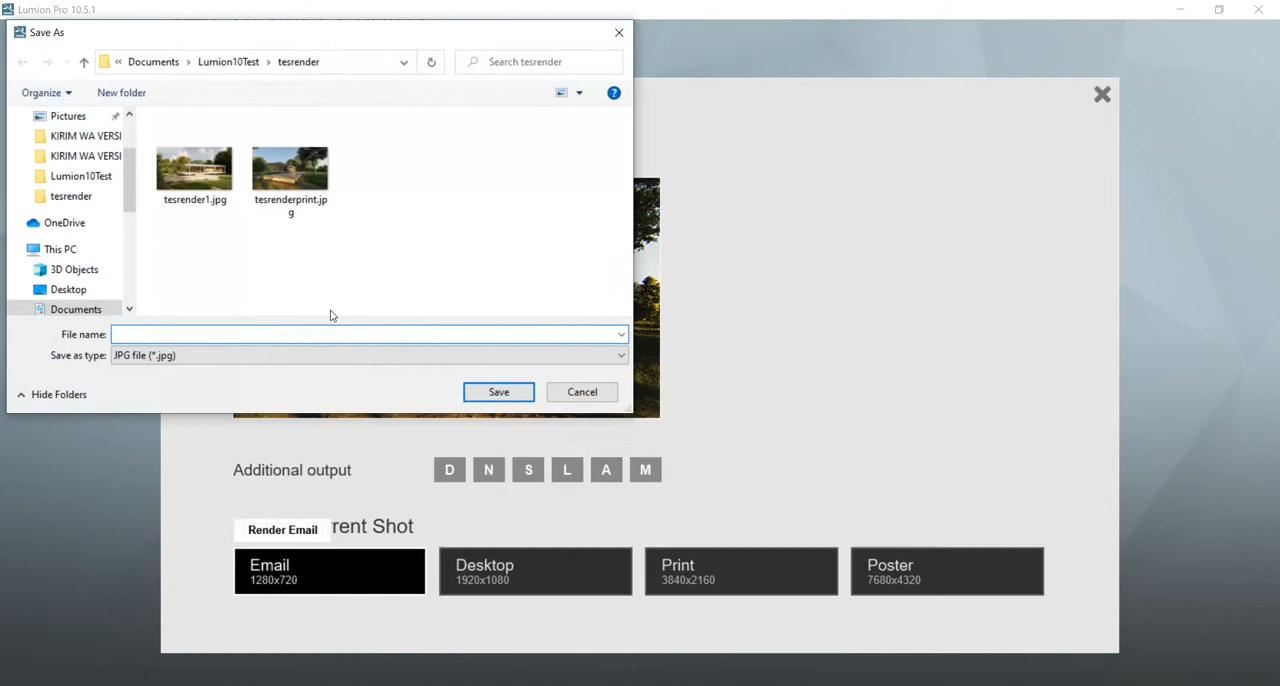 Lumion Pro 10.5.1
Save As
« Documents › Lumion10Test › tesrender
Search tesrender
Organize
New folder
Pictures
KIRIM WA VERSI
KIRIM WA VERSI
Lumion10Test
tesrender
OneDrive
This PC
3D Objects
Desktop
Documents
tesrender1.jpg
tesrenderprint.jp
g
File name:
Save as type: JPG file (*.jpg)
Hide Folders
Save
Cancel
Additional output
D N S L A M
Render Email
rent Shot
Email
1280x720
Desktop
1920x1080
Print
3840x2160
Poster
7680x4320